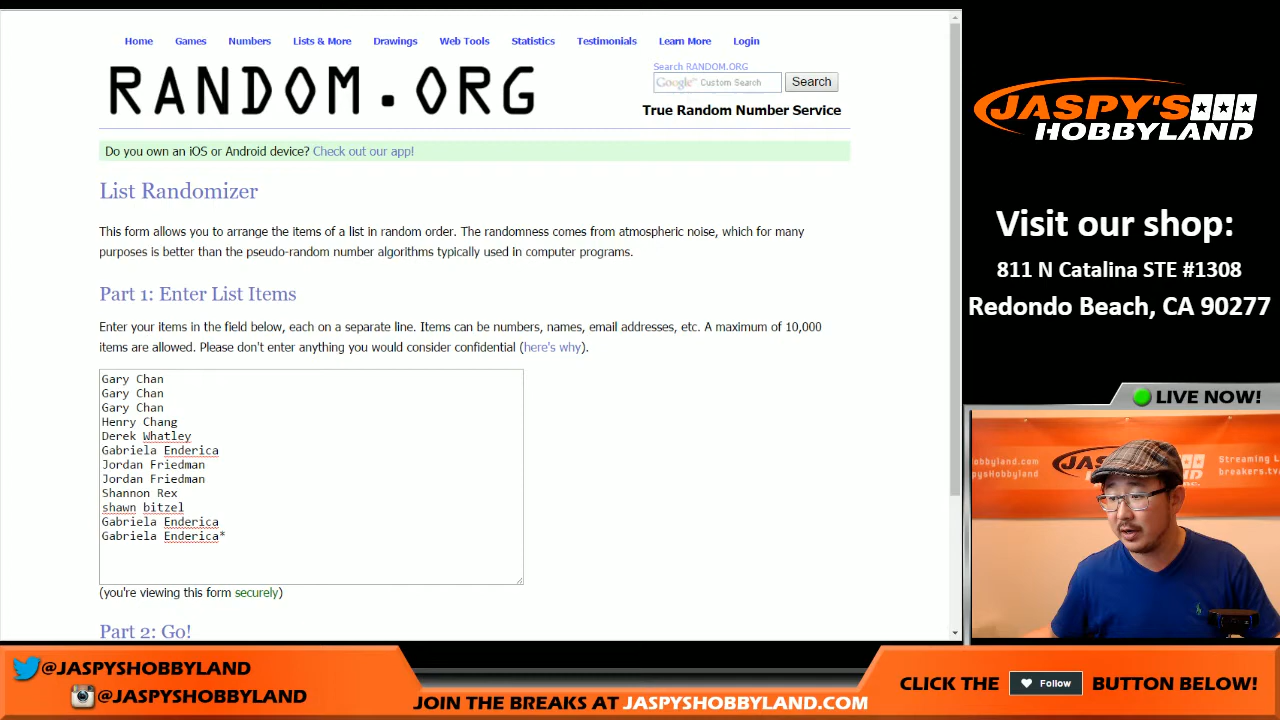 Home Games Numbers Lists & More Drawings Web Tools Statistics Testimonials Learn More Login
RANDOM.ORG
Search RANDOM.ORG
Google™ Custom Search
Search
True Random Number Service
Do you own an iOS or Android device? Check out our app!
List Randomizer
This form allows you to arrange the items of a list in random order. The randomness comes from atmospheric noise, which for many
purposes is better than the pseudo-random number algorithms typically used in computer programs.
Part 1: Enter List Items
Enter your items in the field below, each on a separate line. Items can be numbers, names, email addresses, etc. A maximum of 10,000
items are allowed. Please don't enter anything you would consider confidential (here's why).
Gary Chan
Gary Chan
Gary Chan
Henry Chang
Derek Whatley
Gabriela Enderica
Jordan Friedman
Jordan Friedman
Shannon Rex
shawn bitzel
Gabriela Enderica
Gabriela Enderica*
(you're viewing this form securely)
Part 2: Go!
JASPY'S
HOBBYLAND
Visit our shop:
811 N Catalina STE #1308
Redondo Beach, CA 90277
LIVE NOW!
@JASPYSHOBBYLAND
@JASPYSHOBBYLAND
JOIN THE BREAKS AT JASPYSHOBBYLAND.COM
CLICK THE Follow BUTTON BELOW!